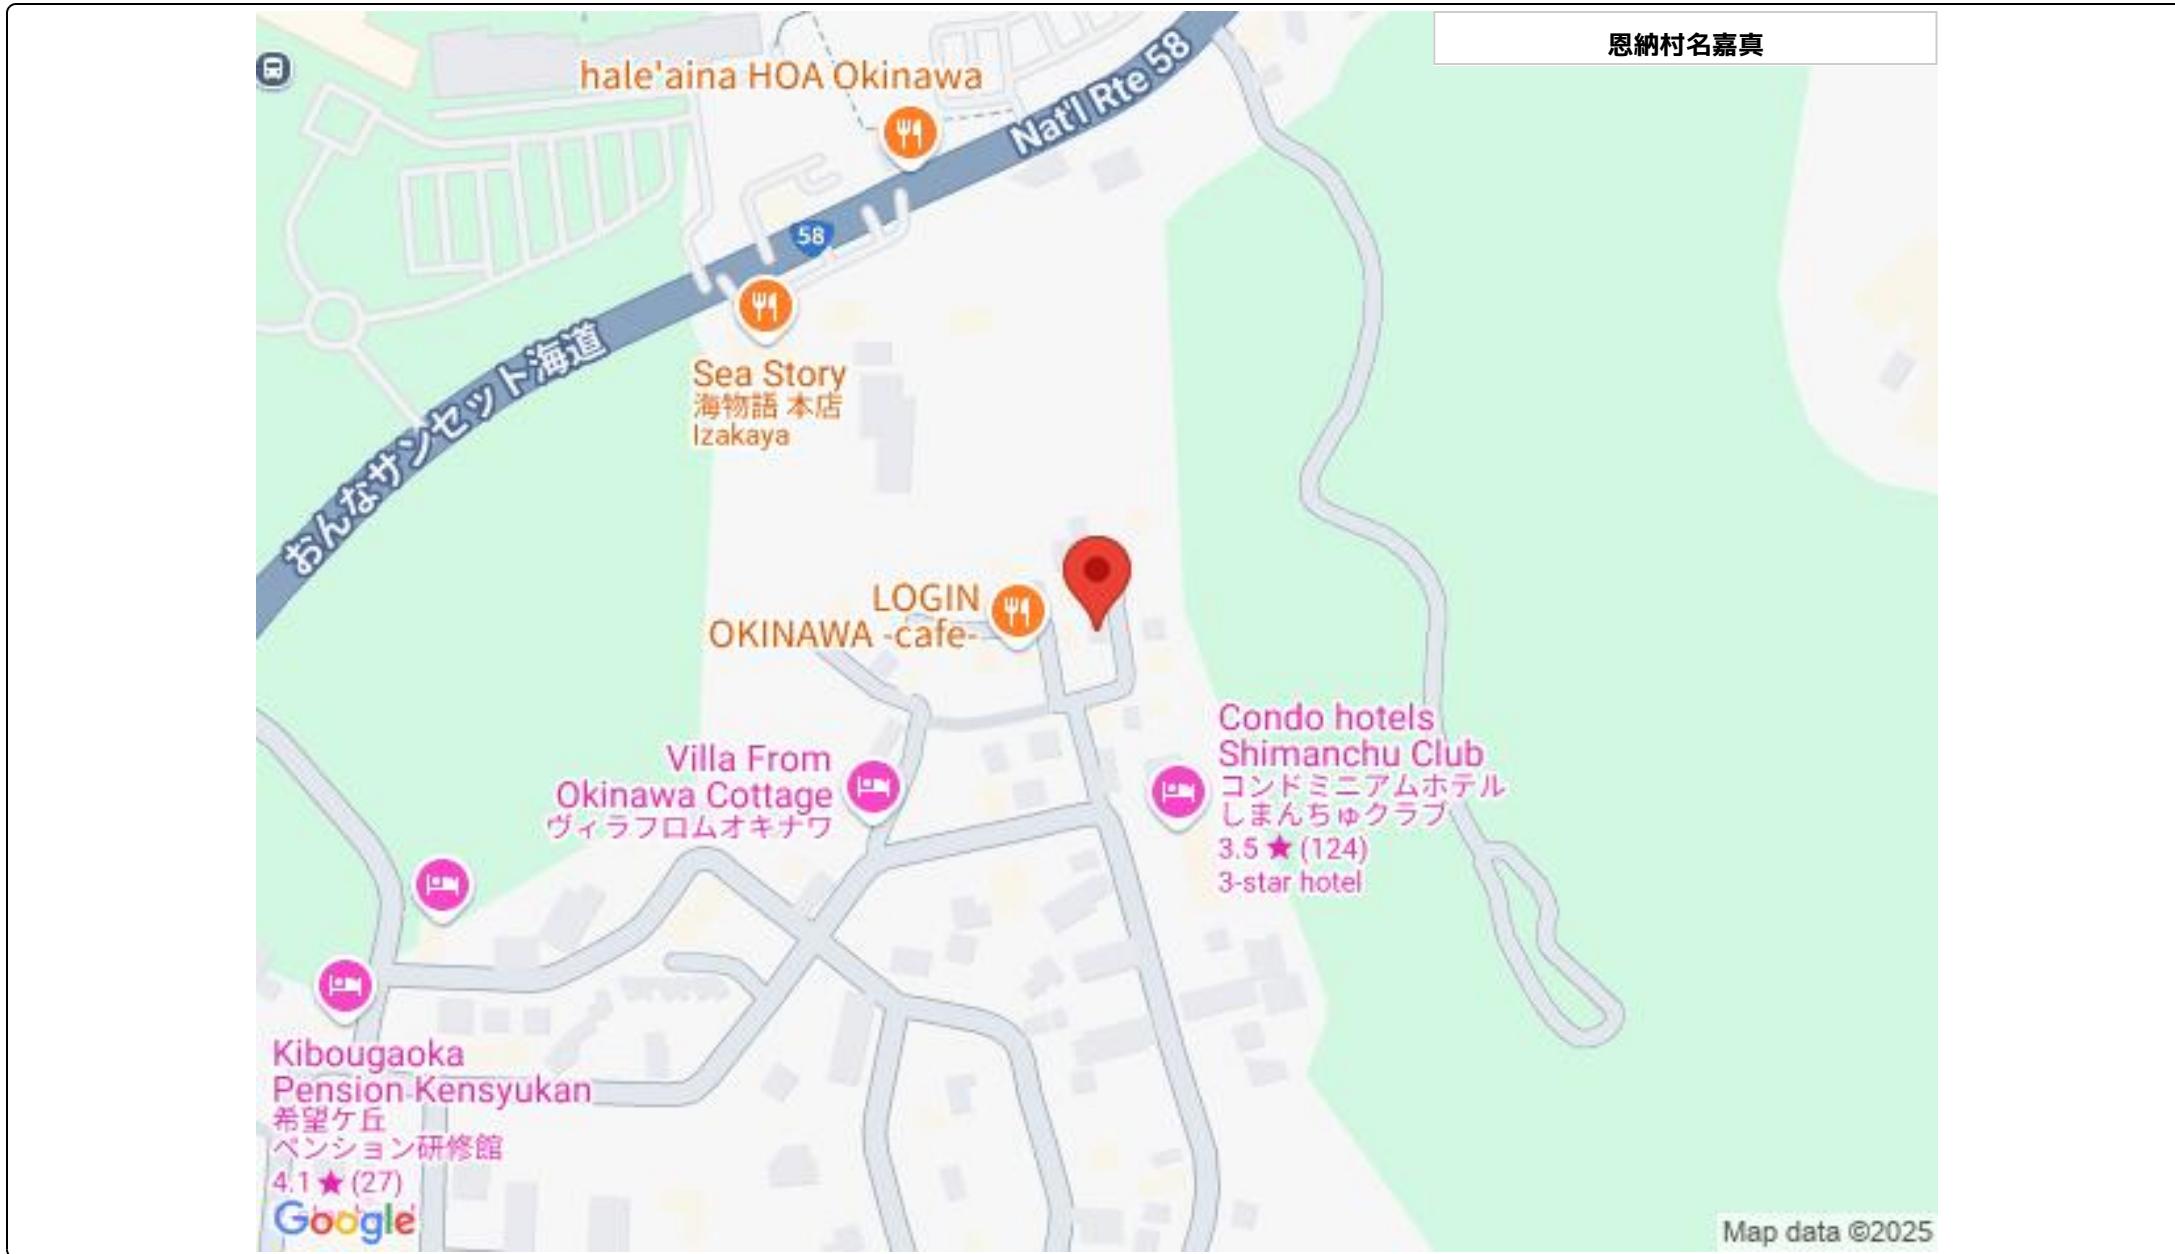 恩納村名嘉真
hale'aina HOA Okinawa
Nat'l Rte 58
58
おんなサンセット海道
Sea Story
海物語 本店
Izakaya
LOGIN
OKINAWA -cafe-
Condo hotels
Shimanchu Club
コンドミニアムホテル
しまんちゅクラブ
3.5 ★ (124)
3-star hotel
Villa From
Okinawa Cottage
ヴィラフロムオキナワ
Kibougaoka
Pension Kensyukan
希望ケ丘
ペンション研修館
4.1 ★ (27)
Google
Map data ©2025